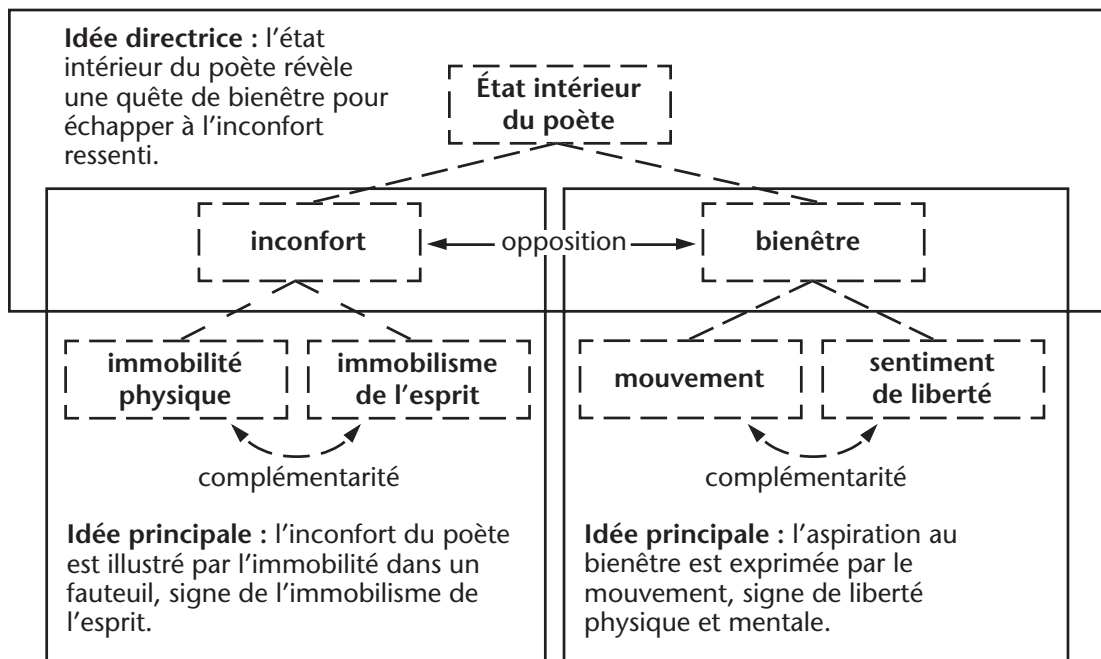 Idée directrice : l’état
intérieur du poète révèle
une quête de bienêtre pour
échapper à l’inconfort
ressenti.
État intérieur
du poète
inconfort
opposition
bienêtre
immobilité
physique
immobilisme
de l’esprit
complémentarité
mouvement
sentiment
de liberté
complémentarité
Idée principale : l’inconfort du poète
est illustré par l’immobilité dans un
fauteuil, signe de l’immobilisme de
l’esprit.
Idée principale : l’aspiration au
bienêtre est exprimée par le
mouvement, signe de liberté
physique et mentale.